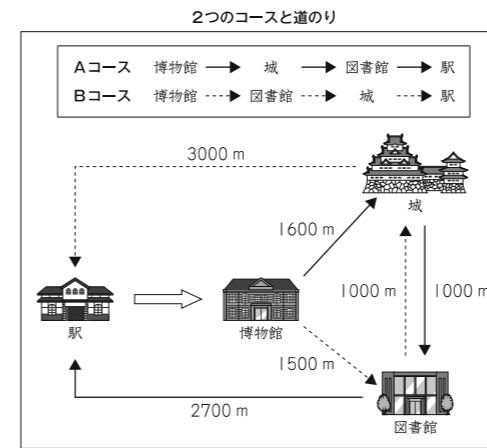 2つのコースと道のり
Aコース 博物館 城 図書館 駅
Bコース 博物館 図書館 城 駅
3000 m
城
1600 m
1000 m 1000 m
駅
博物館
1500 m
2700 m
図書館